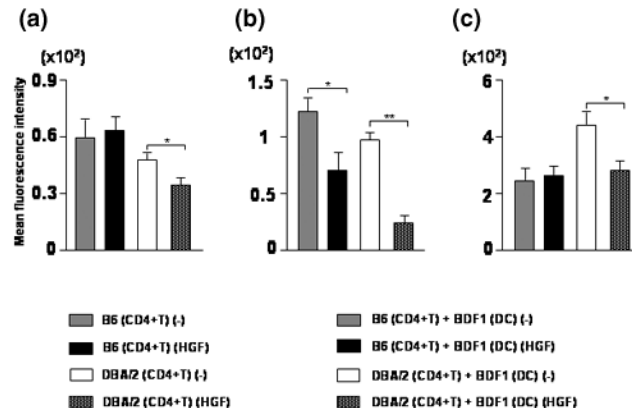 (a) (b) (c)
(x10²) (x10²) (x10²)
Mean fluorescence intensity
0.9
0.6
0.3
0
*
1.5
1
0.5
0
*
**
6
4
2
0
*
B6 (CD4+T) (-)
B6 (CD4+T) (HGF)
DBA/2 (CD4+T) (-)
DBA/2 (CD4+T) (HGF)
B6 (CD4+T) + BDF1 (DC) (-)
B6 (CD4+T) + BDF1 (DC) (HGF)
DBA/2 (CD4+T) + BDF1 (DC) (-)
DBA/2 (CD4+T) + BDF1 (DC) (HGF)